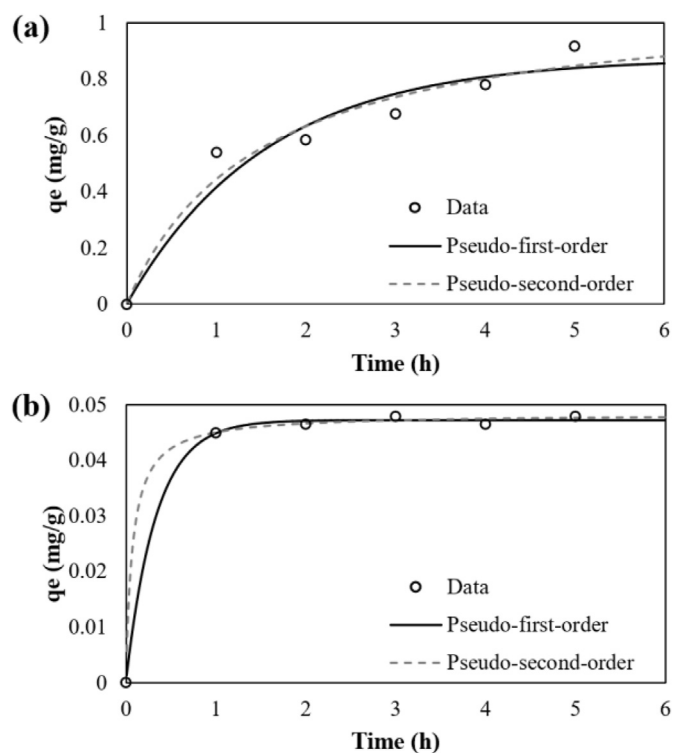 (a)
1
0.8
0.6
0.4
0.2
0
qe (mg/g)
Data
Pseudo-first-order
Pseudo-second-order
0 1 2 3 4 5 6
Time (h)
(b)
0.05
0.04
0.03
0.02
0.01
0
qe (mg/g)
Data
Pseudo-first-order
Pseudo-second-order
0 1 2 3 4 5 6
Time (h)